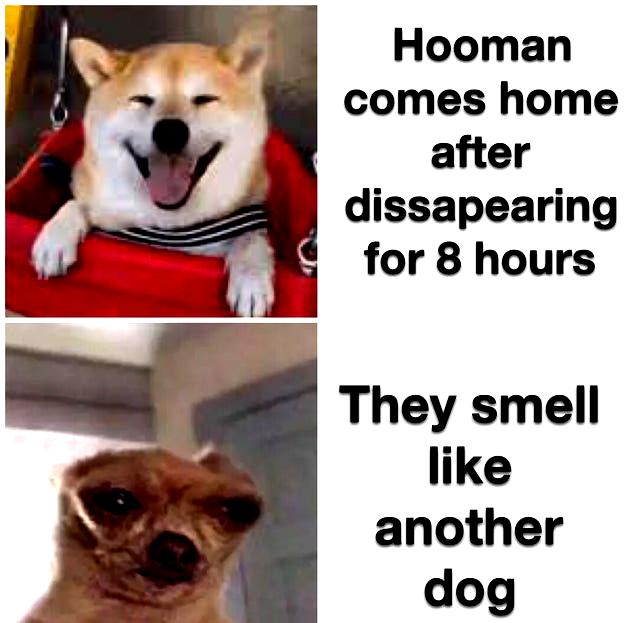 Hooman
comes home
after
dissapearing
for 8 hours
They smell
like
another
dog